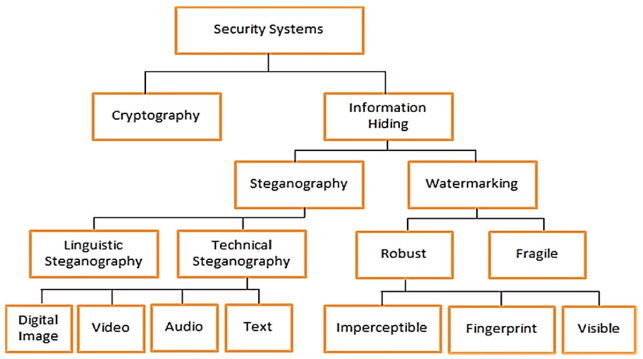 Security Systems
Cryptography
Information
Hiding
Steganography
Watermarking
Linguistic
Steganography
Technical
Steganography
Robust
Fragile
Digital
Image
Video
Audio
Text
Imperceptible
Fingerprint
Visible